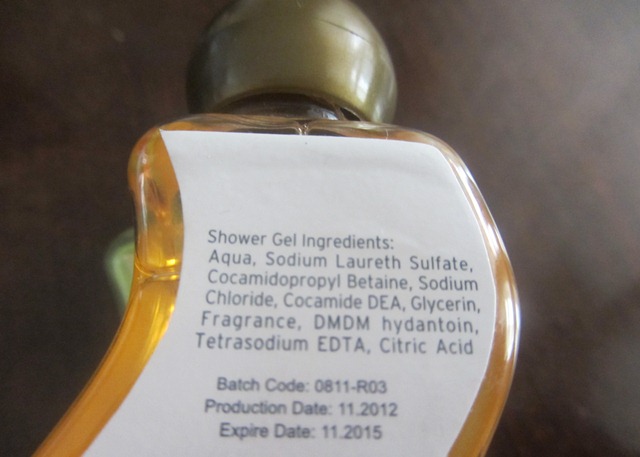 Shower Gel Ingredients:
Aqua, Sodium Laureth Sulfate,
Cocamidopropyl Betaine, Sodium
Chloride, Cocamide DEA, Glycerin,
Fragrance, DMDM hydantoin,
Tetrasodium EDTA, Citric Acid
Batch Code: 0811-R03
Production Date: 11.2012
Expire Date: 11.2015